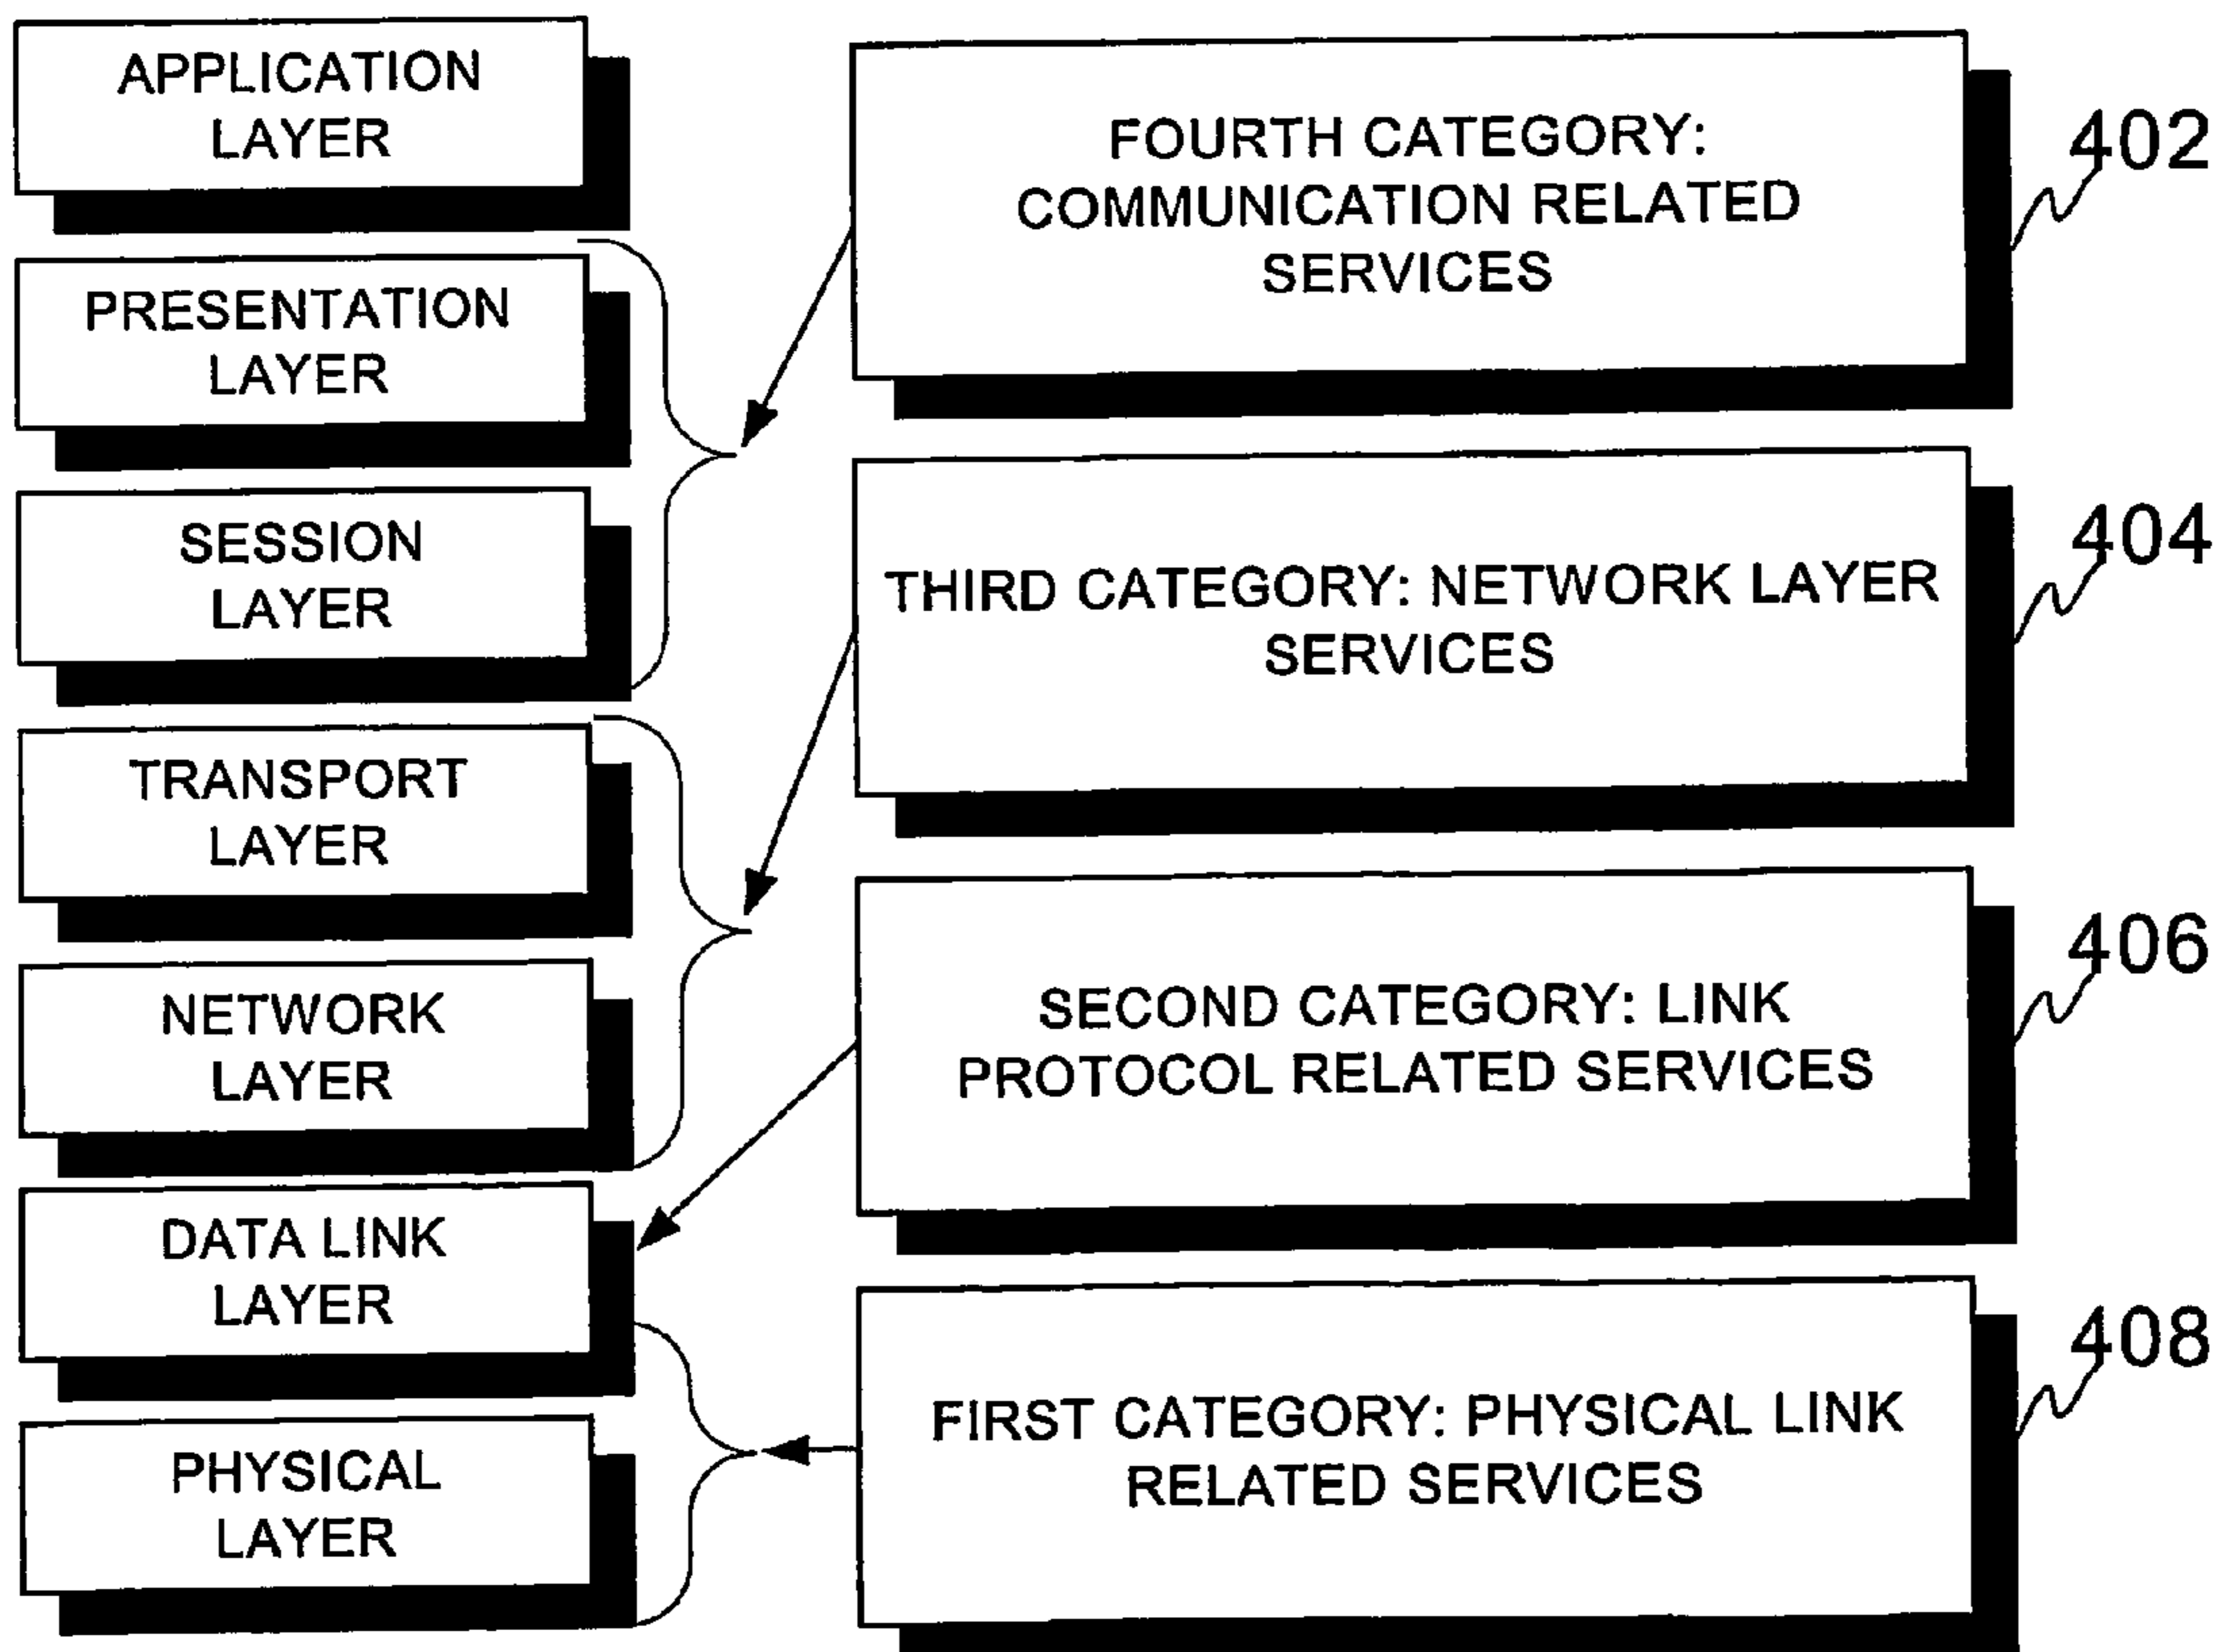 APPLICATION
LAYER
PRESENTATION
LAYER
SESSION
LAYER
TRANSPORT
LAYER
NETWORK
LAYER
DATA LINK
LAYER
PHYSICAL
LAYER
FOURTH CATEGORY:
COMMUNICATION RELATED
SERVICES
402
THIRD CATEGORY: NETWORK LAYER
SERVICES
404
SECOND CATEGORY: LINK
PROTOCOL RELATED SERVICES
406
FIRST CATEGORY: PHYSICAL LINK
RELATED SERVICES
408